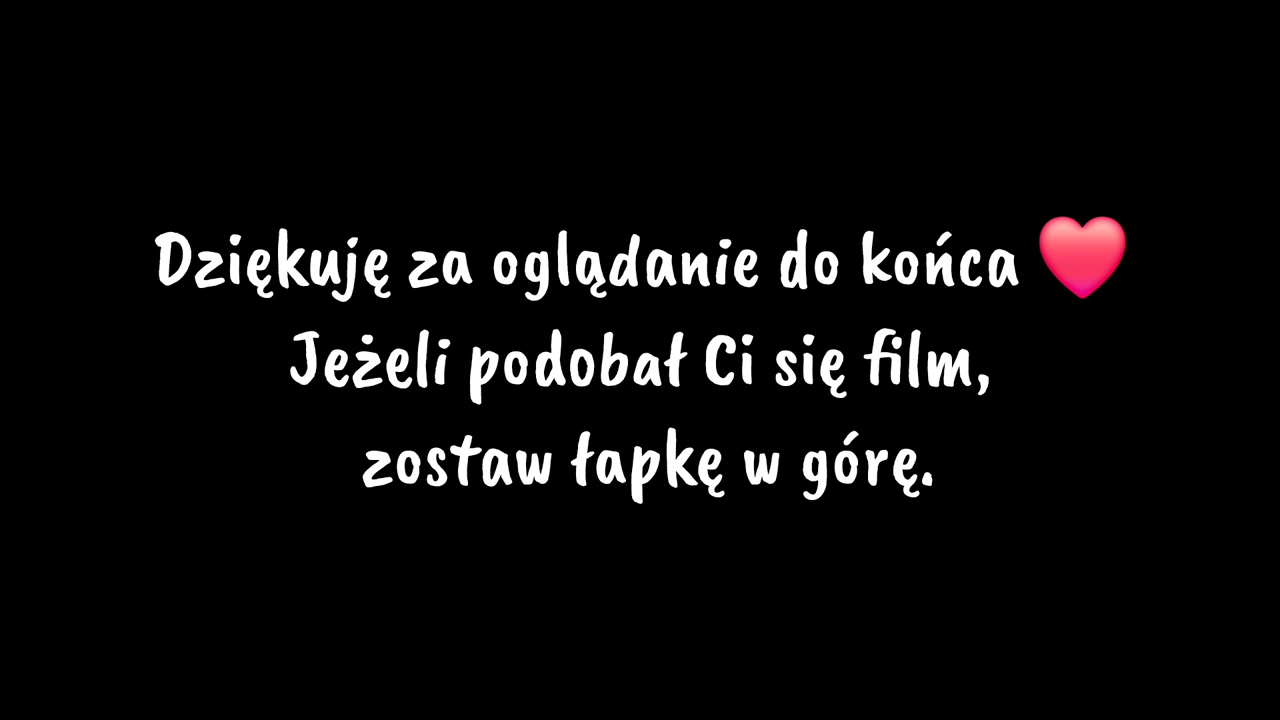 Dziękuję za oglądanie do końca ❤️
Jeżeli podobał Ci się film,
zostaw łapkę w górę.